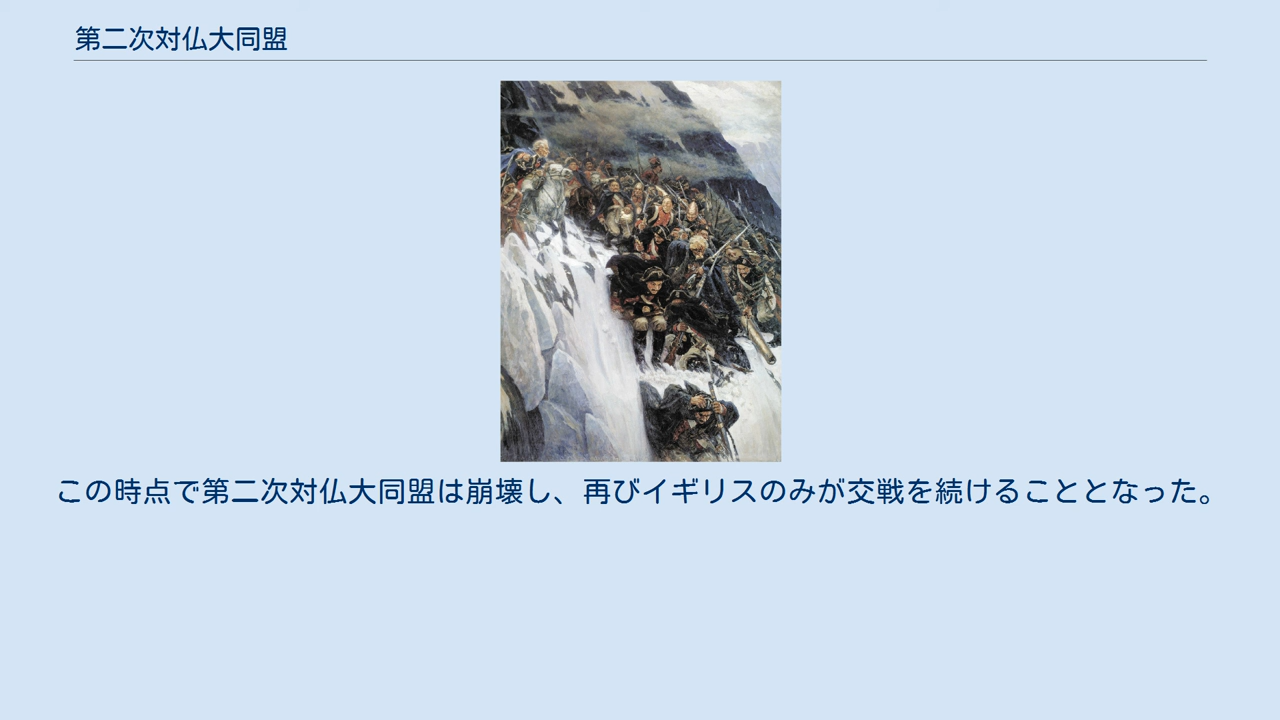 第二次対仏大同盟
この時点で第二次対仏大同盟は崩壊し、再びイギリスのみが交戦を続けることとなった。